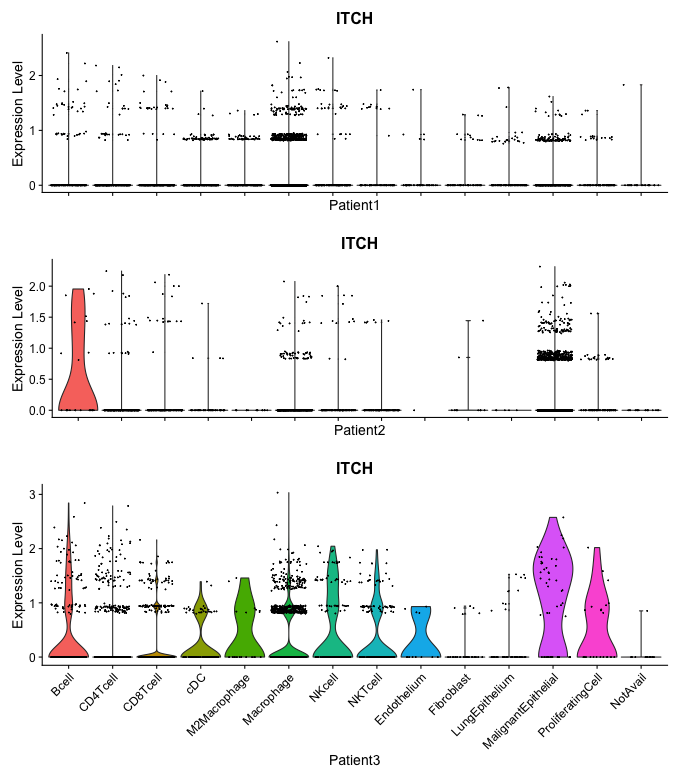 ITCH
Expression Level
2
1
0
Patient1
ITCH
Expression Level
2.0
1.5
1.0
0.5
0.0
Patient2
ITCH
Expression Level
3
2
1
0
Bcell
CD4Tcell
CD8Tcell
cDC
M2Macrophage
Macrophage
NKcell
NKTcell
Endothelium
Fibroblast
LungEpithelium
MalignantEpithelial
ProliferatingCell
NotAvail
Patient3